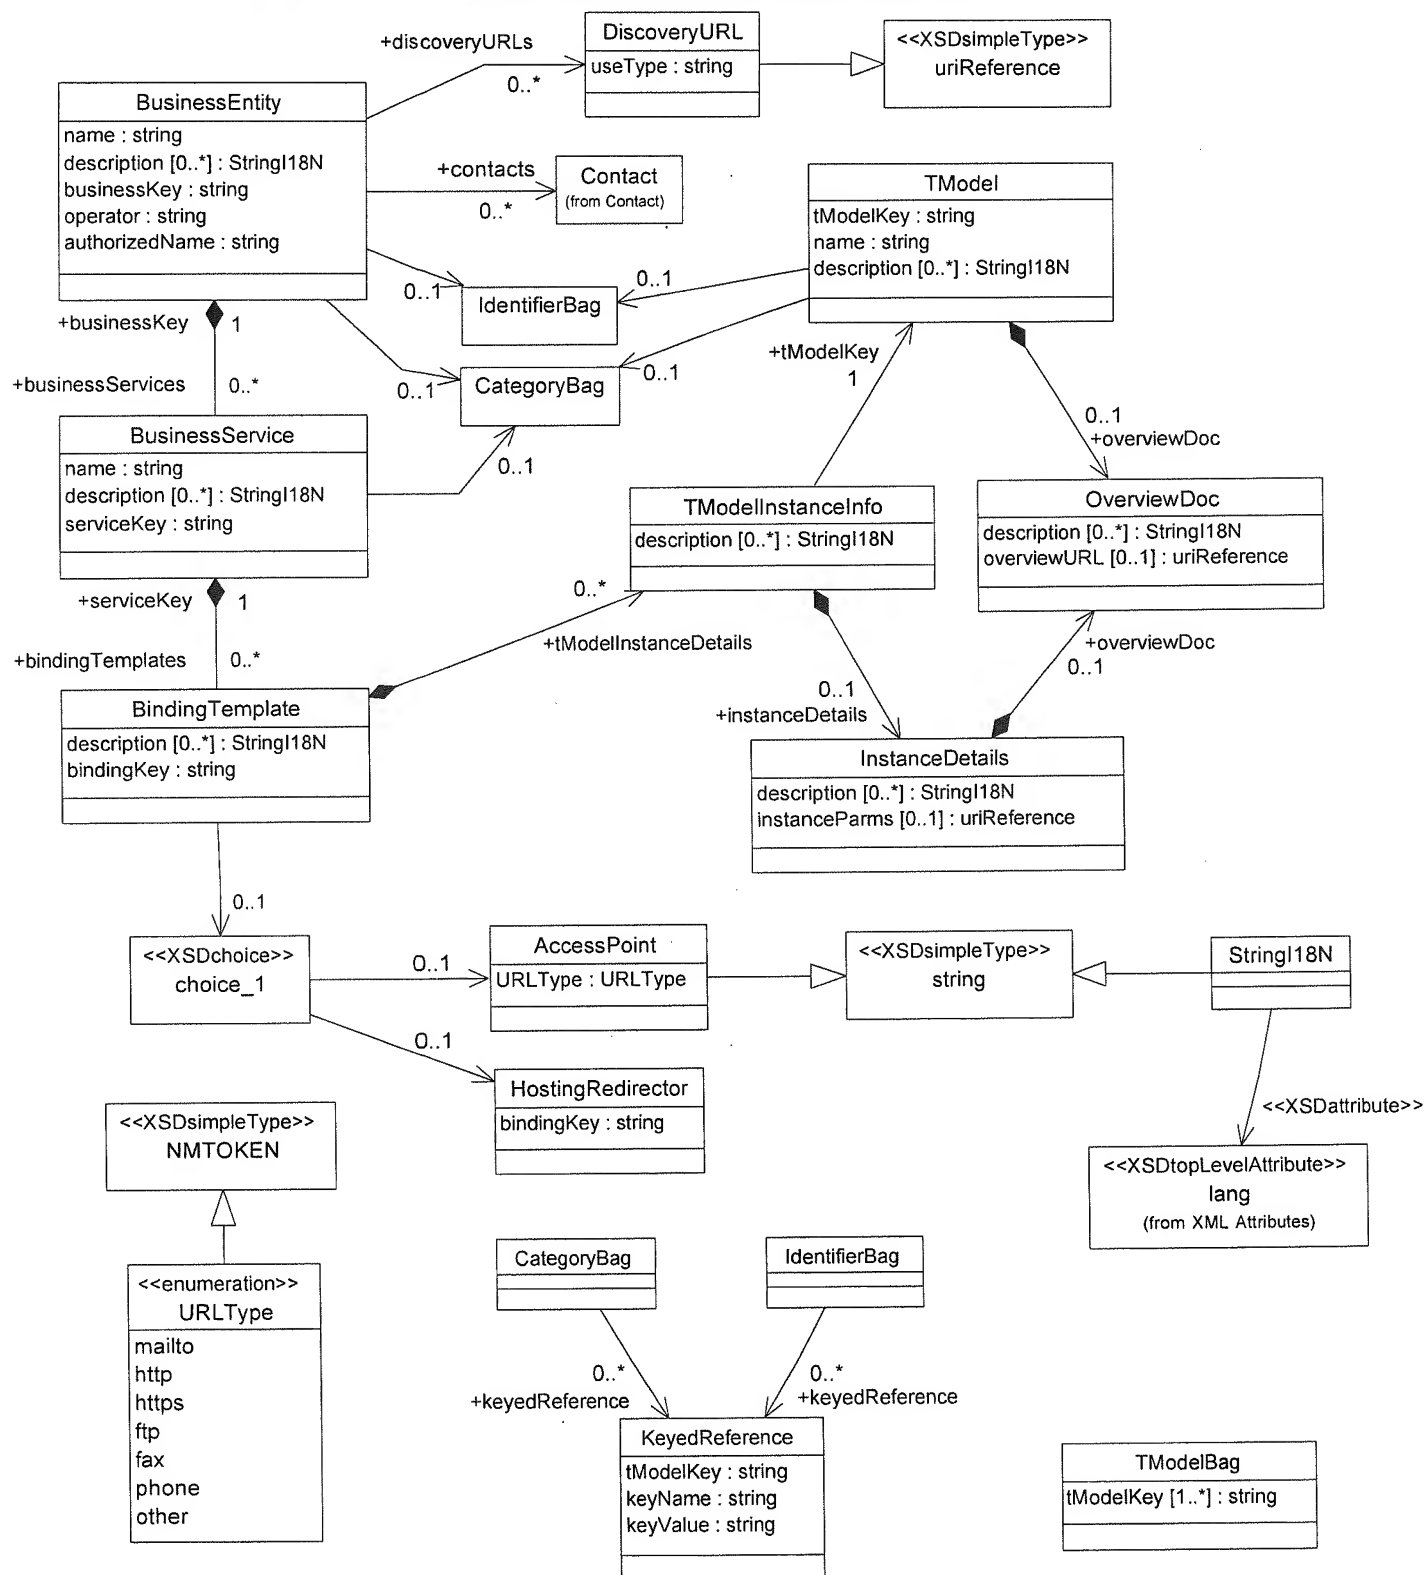 +discoveryURLs
0..*
DiscoveryURL
useType : string
<<XSDsimpleType>>
uriReference
BusinessEntity
name : string
description [0..*] : StringI18N
businessKey : string
operator : string
authorizedName : string
+contacts
0..*
Contact
(from Contact)
TModel
tModelKey : string
name : string
description [0..*] : StringI18N
0..1
IdentifierBag
0..1
+businessKey
1
+businessServices
0..*
0..1
CategoryBag
0..1
+tModelKey
1
0..1
+overviewDoc
BusinessService
name : string
description [0..*] : StringI18N
serviceKey : string
0..1
TModelInstanceInfo
description [0..*] : StringI18N
OverviewDoc
description [0..*] : StringI18N
overviewURL [0..1] : uriReference
+serviceKey
1
+bindingTemplates
0..*
0..*
+tModelInstanceDetails
0..1
+instanceDetails
+overviewDoc
0..1
BindingTemplate
description [0..*] : StringI18N
bindingKey : string
InstanceDetails
description [0..*] : StringI18N
instanceParms [0..1] : uriReference
0..1
<<XSDchoice>>
choice_1
0..1
AccessPoint
URLType : URLType
<<XSDsimpleType>>
string
StringI18N
0..1
HostingRedirector
bindingKey : string
<<XSDattribute>>
<<XSDtopLevelAttribute>>
lang
(from XML Attributes)
<<XSDsimpleType>>
NMTOKEN
<<enumeration>>
URLType
mailto
http
https
ftp
fax
phone
other
CategoryBag
IdentifierBag
0..*
+keyedReference
0..*
+keyedReference
KeyedReference
tModelKey : string
keyName : string
keyValue : string
TModelBag
tModelKey [1..*] : string